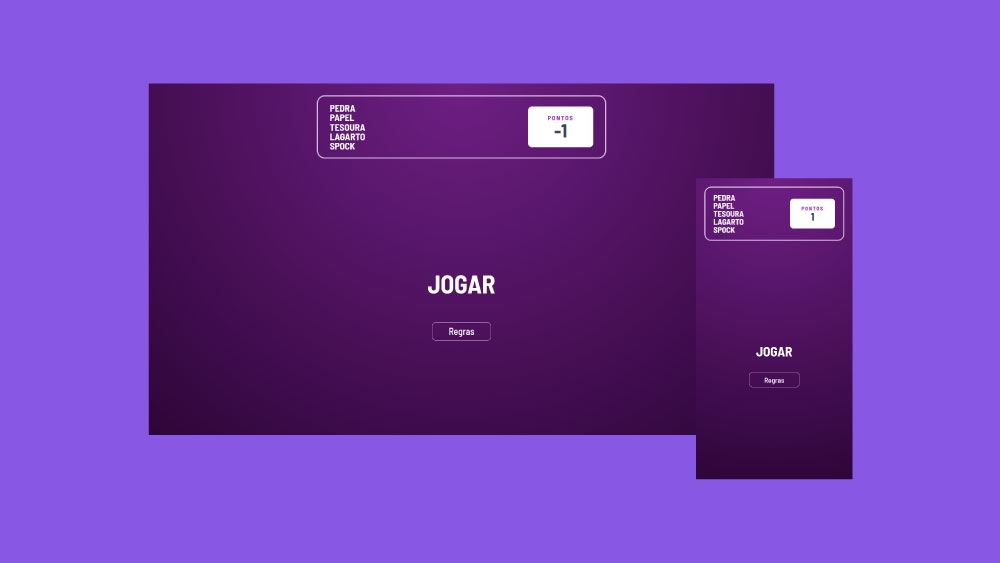 PEDRA
PAPEL
TESOURA
LAGARTO
SPOCK
PONTOS
-1
JOGAR
Regras
PEDRA
PAPEL
TESOURA
LAGARTO
SPOCK
PONTOS
1
JOGAR
Regras